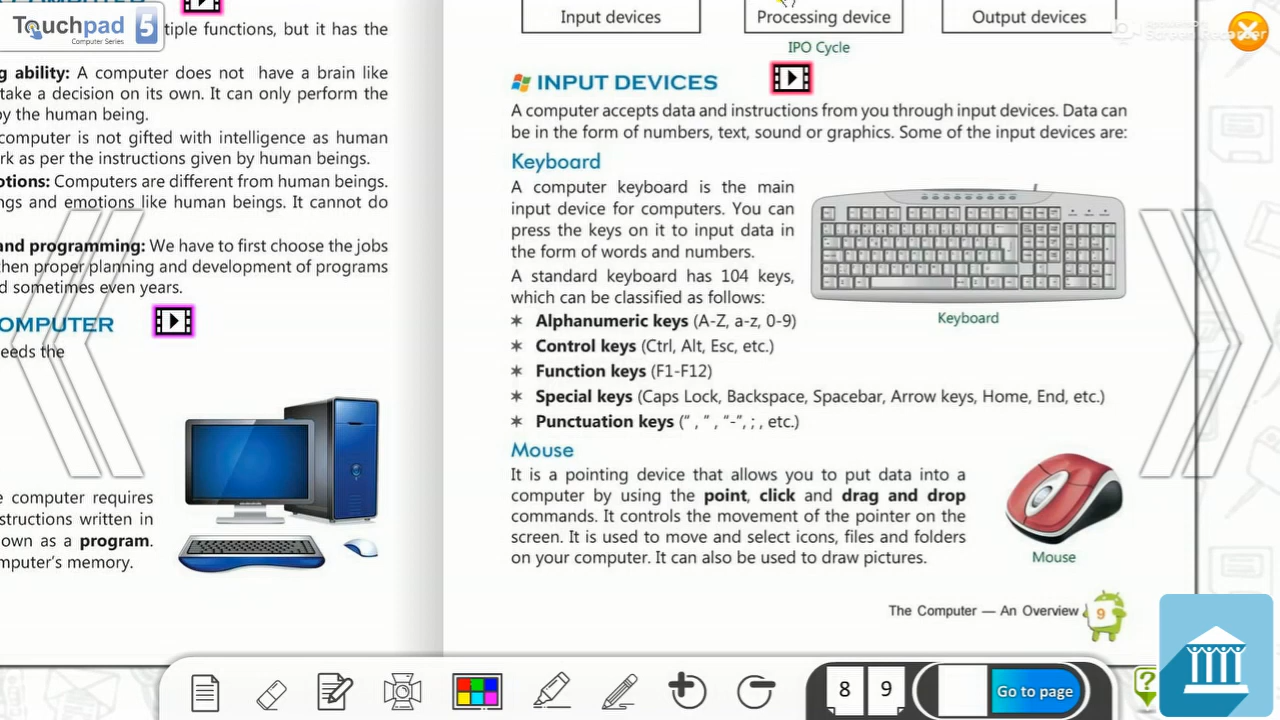 Touchpad 5
Computer Series
tiple functions, but it has the
g ability: A computer does not have a brain like
take a decision on its own. It can only perform the
by the human being.
computer is not gifted with intelligence as human
rk as per the instructions given by human beings.
otions: Computers are different from human beings.
ngs and emotions like human beings. It cannot do
and programming: We have to first choose the jobs
then proper planning and development of programs
d sometimes even years.
OMPUTER
eeds the
e computer requires
structions written in
own as a program.
mputer's memory.
Input devices
Processing device
Output devices
IPO Cycle
INPUT DEVICES
A computer accepts data and instructions from you through input devices. Data can
be in the form of numbers, text, sound or graphics. Some of the input devices are:
Keyboard
A computer keyboard is the main
input device for computers. You can
press the keys on it to input data in
the form of words and numbers.
A standard keyboard has 104 keys,
which can be classified as follows:
Keyboard
✶ Alphanumeric keys (A-Z, a-z, 0-9)
✶ Control keys (Ctrl, Alt, Esc, etc.)
✶ Function keys (F1-F12)
✶ Special keys (Caps Lock, Backspace, Spacebar, Arrow keys, Home, End, etc.)
✶ Punctuation keys (“ , ” , “-”, ; , etc.)
Mouse
It is a pointing device that allows you to put data into a
computer by using the point, click and drag and drop
commands. It controls the movement of the pointer on the
screen. It is used to move and select icons, files and folders
on your computer. It can also be used to draw pictures.
Mouse
The Computer — An Overview 9
8 9
Go to page
?
Screen Recorder